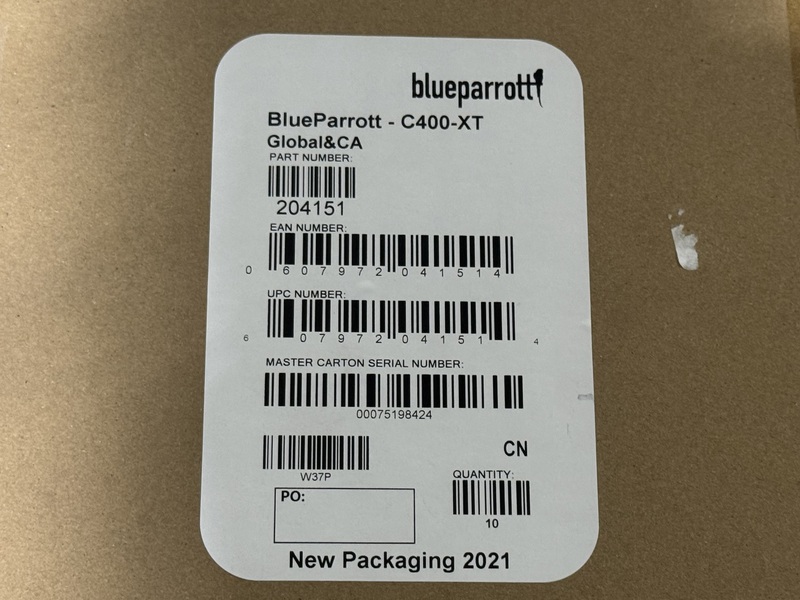 blueparrott
BlueParrott - C400-XT
Global&CA
PART NUMBER:
204151
EAN NUMBER:
0 607972 041514
UPC NUMBER:
6 07972 04151 4
MASTER CARTON SERIAL NUMBER:
00075198424
CN
W37P
QUANTITY:
10
PO:
New Packaging 2021